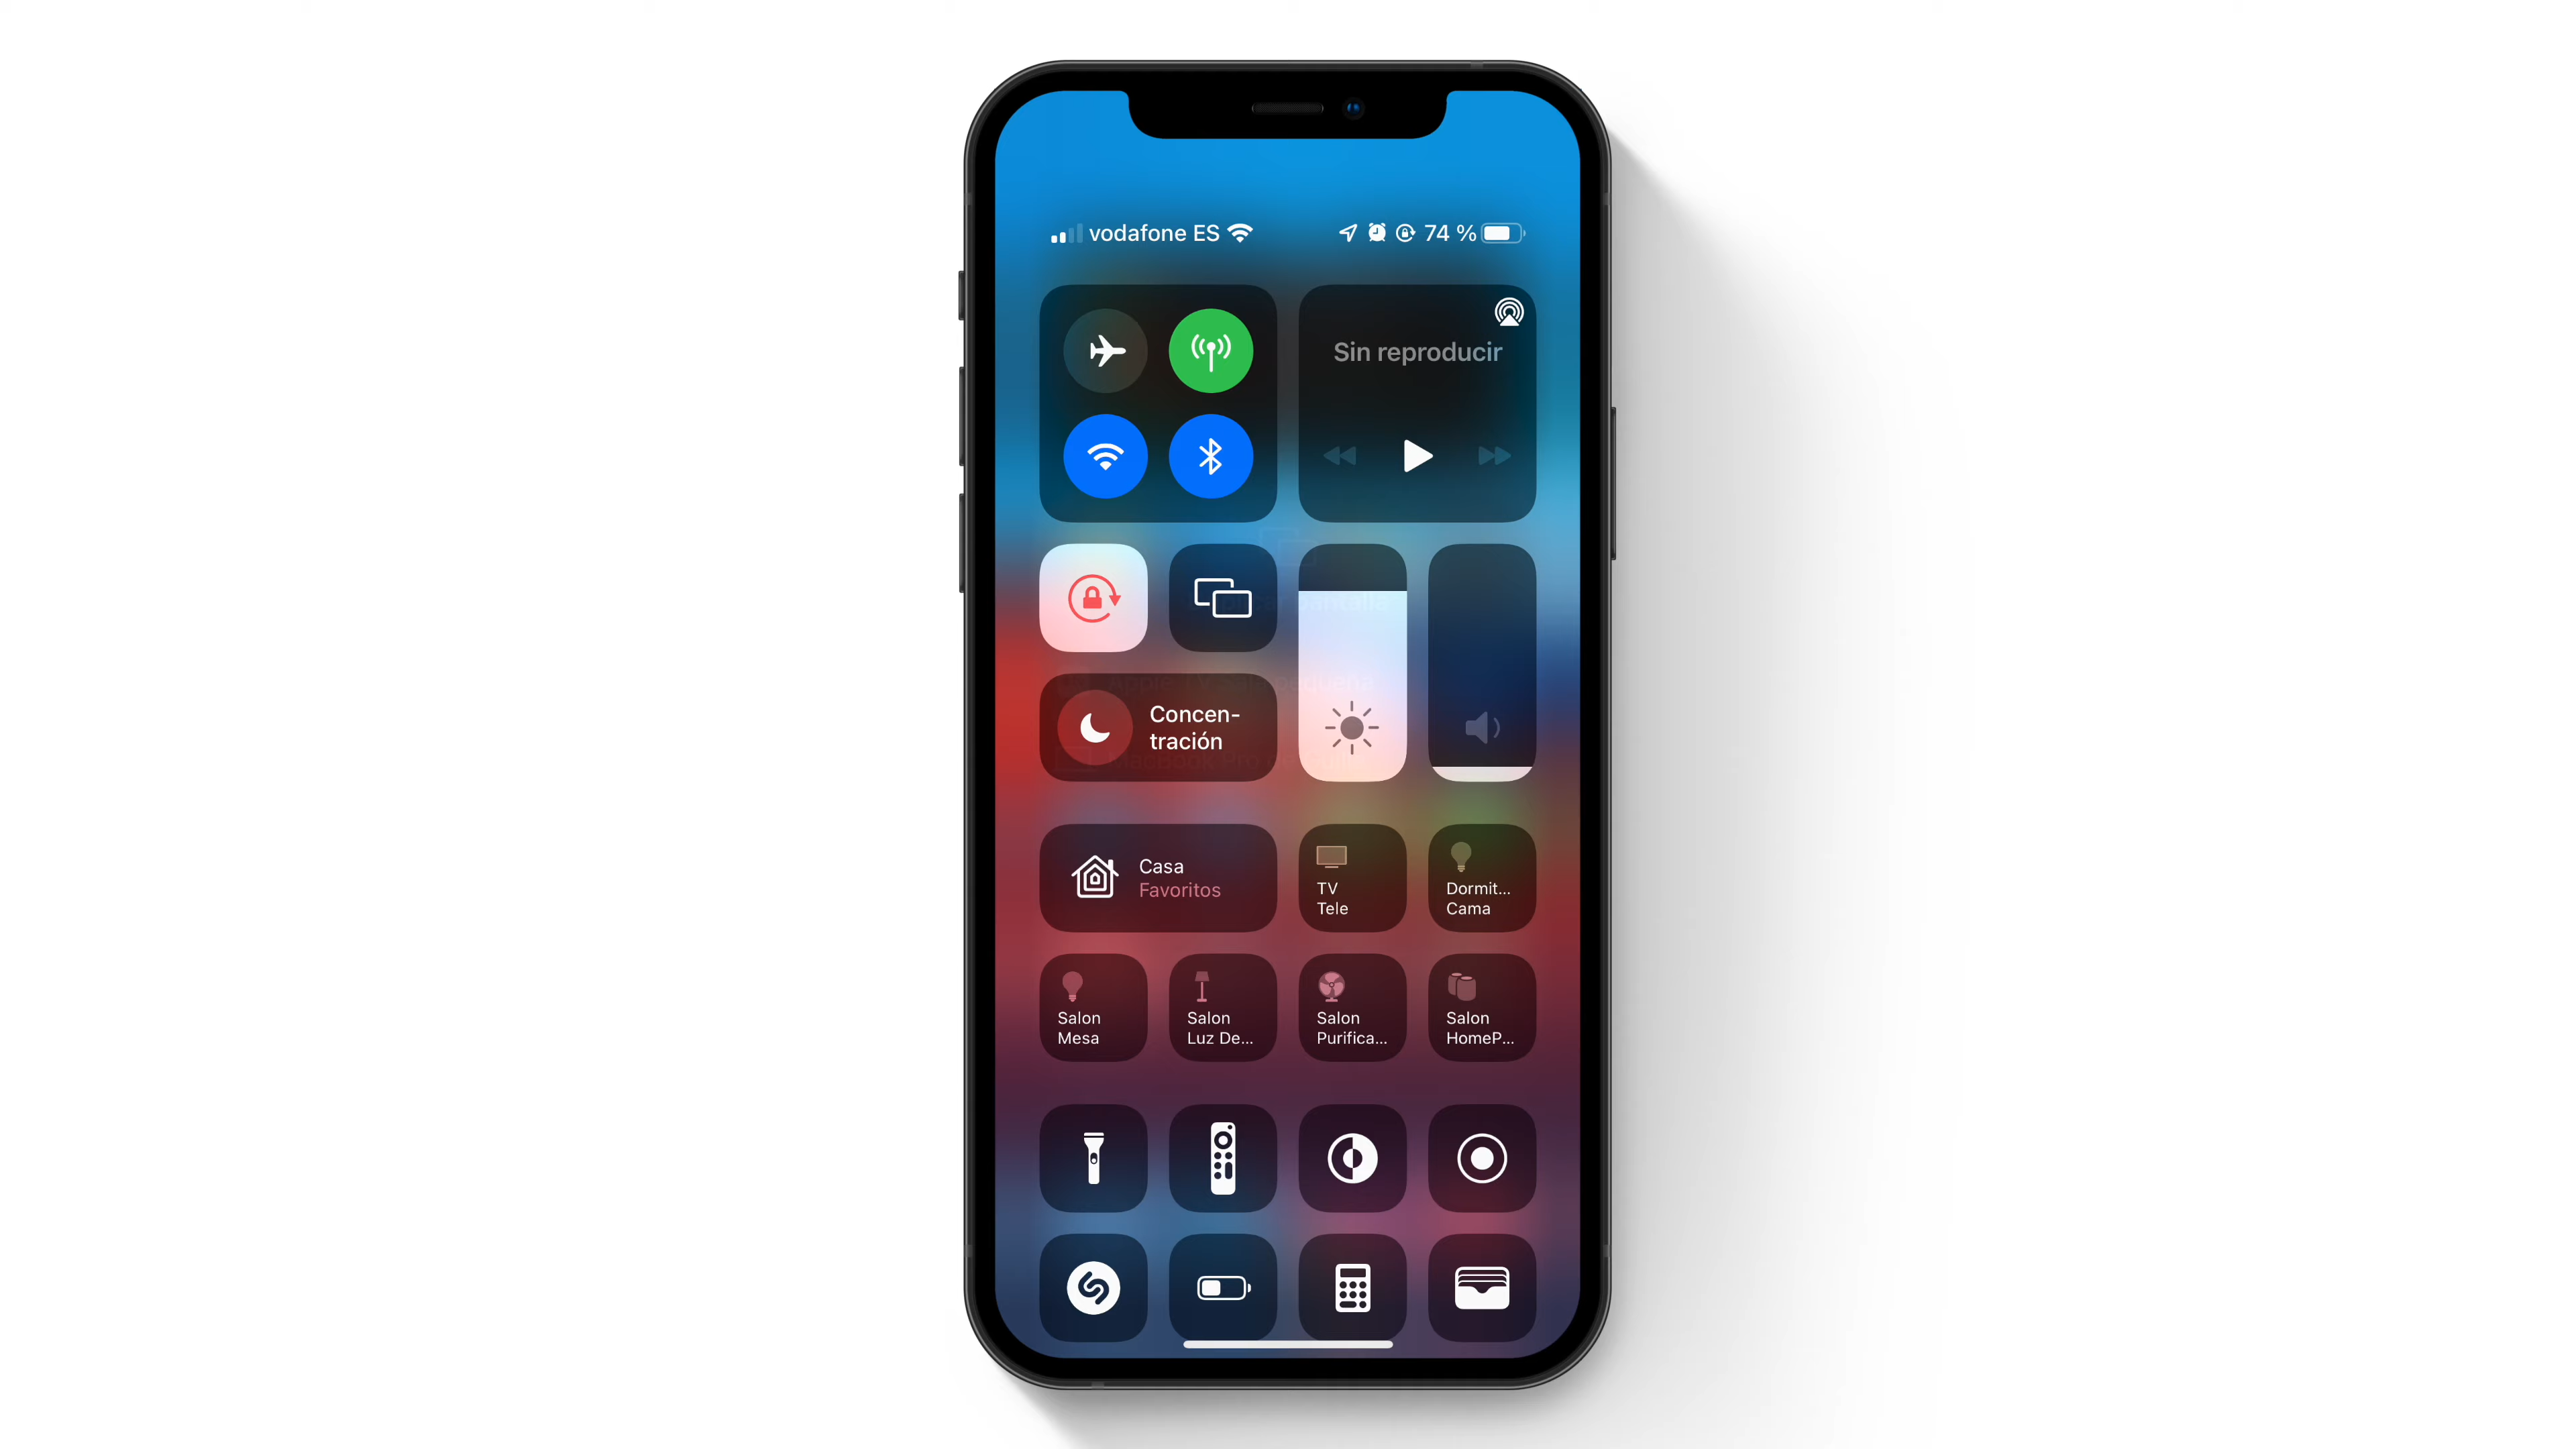 vodafone ES
74 %
Sin reproducir
Concen-
tración
Casa
Favoritos
TV
Tele
Dormit...
Cama
Salon
Mesa
Salon
Luz De...
Salon
Purifica...
Salon
HomeP...